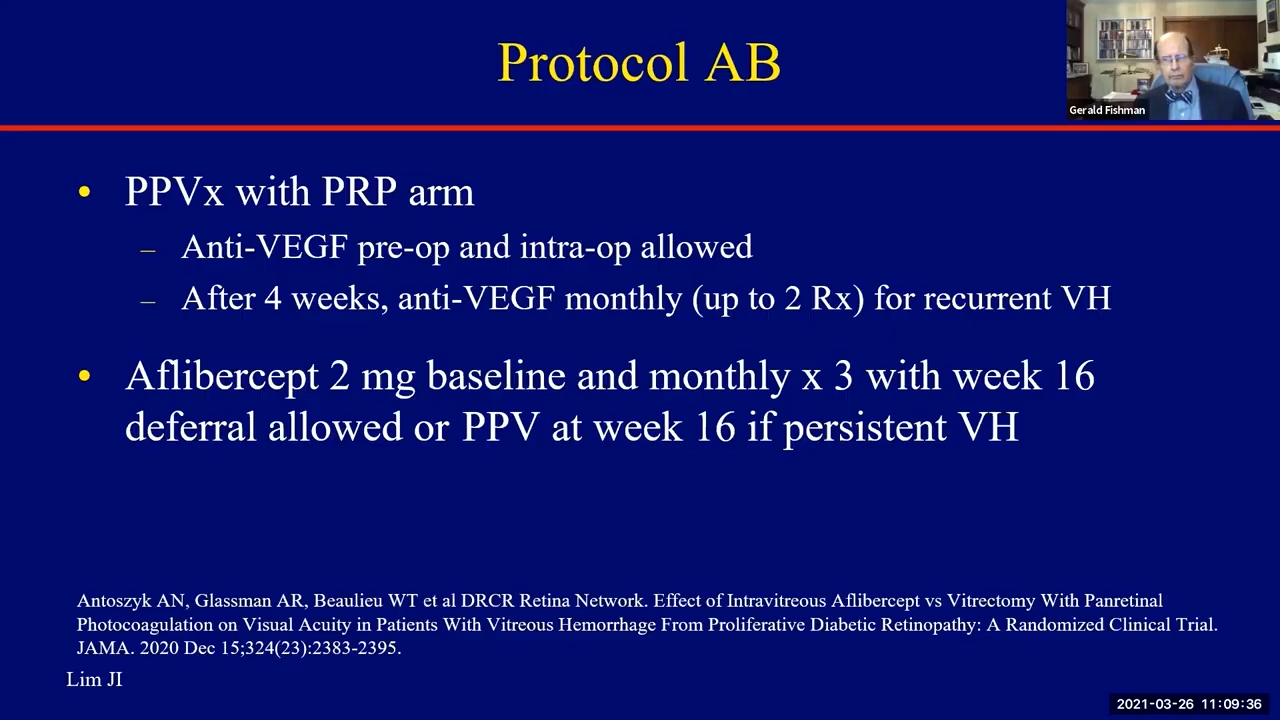 Protocol AB
Gerald Fishman
• PPVx with PRP arm
– Anti-VEGF pre-op and intra-op allowed
– After 4 weeks, anti-VEGF monthly (up to 2 Rx) for recurrent VH
• Aflibercept 2 mg baseline and monthly x 3 with week 16
deferral allowed or PPV at week 16 if persistent VH
Antoszyk AN, Glassman AR, Beaulieu WT et al DRCR Retina Network. Effect of Intravitreous Aflibercept vs Vitrectomy With Panretinal
Photocoagulation on Visual Acuity in Patients With Vitreous Hemorrhage From Proliferative Diabetic Retinopathy: A Randomized Clinical Trial.
JAMA. 2020 Dec 15;324(23):2383-2395.
Lim JI
2021-03-26 11:09:36